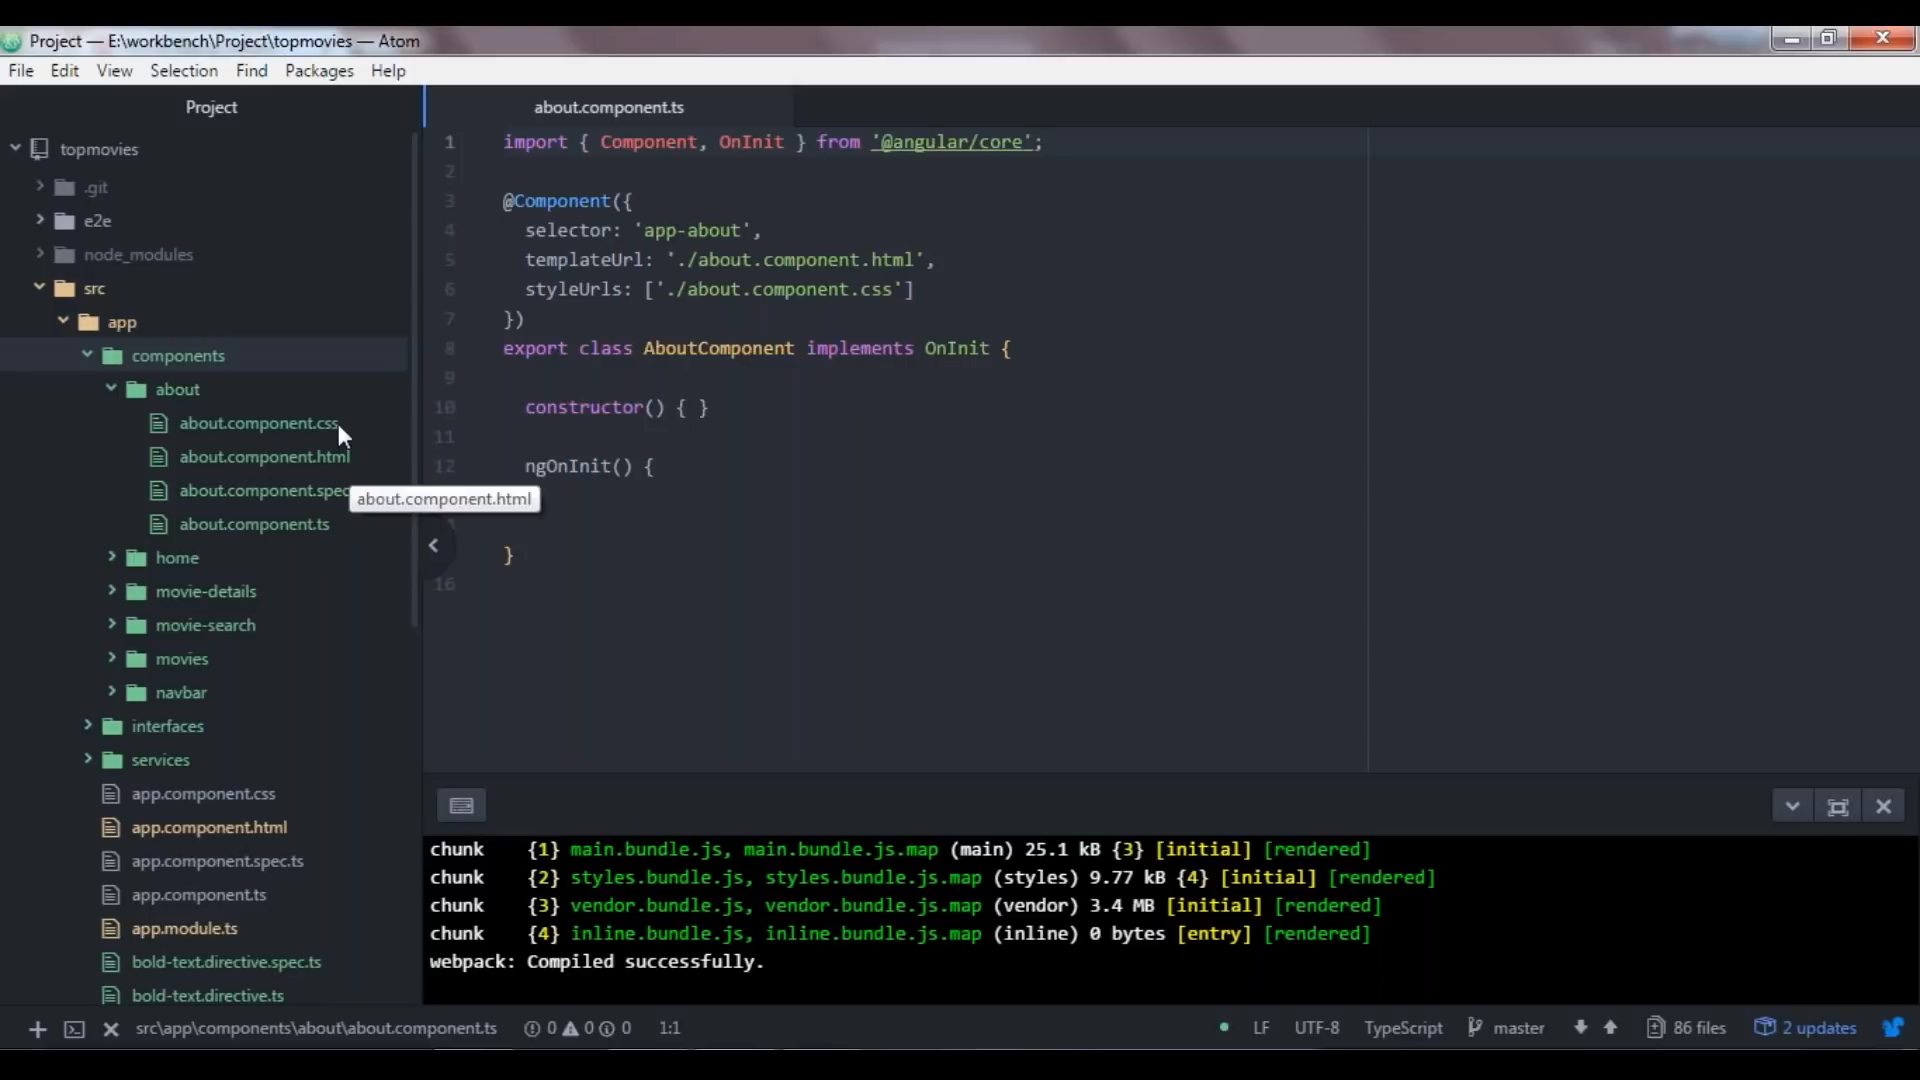 Project — E:\workbench\Project\topmovies — Atom
File Edit View Selection Find Packages Help
Project
topmovies
.git
e2e
node_modules
src
app
components
about
about.component.css
about.component.html
about.component.spec
about.component.ts
home
movie-details
movie-search
movies
navbar
interfaces
services
app.component.css
app.component.html
app.component.spec.ts
app.component.ts
app.module.ts
bold-text.directive.spec.ts
bold-text.directive.ts
about.component.html
about.component.ts
1 import { Component, OnInit } from '@angular/core';
2
3 @Component({
4 selector: 'app-about',
5 templateUrl: './about.component.html',
6 styleUrls: ['./about.component.css']
7 })
8 export class AboutComponent implements OnInit {
9
10 constructor() { }
11
12 ngOnInit() {
}
16
chunk {1} main.bundle.js, main.bundle.js.map (main) 25.1 kB {3} [initial] [rendered]
chunk {2} styles.bundle.js, styles.bundle.js.map (styles) 9.77 kB {4} [initial] [rendered]
chunk {3} vendor.bundle.js, vendor.bundle.js.map (vendor) 3.4 MB [initial] [rendered]
chunk {4} inline.bundle.js, inline.bundle.js.map (inline) 0 bytes [entry] [rendered]
webpack: Compiled successfully.
src\app\components\about\about.component.ts 0 0 0 1:1 LF UTF-8 TypeScript master 86 files 2 updates